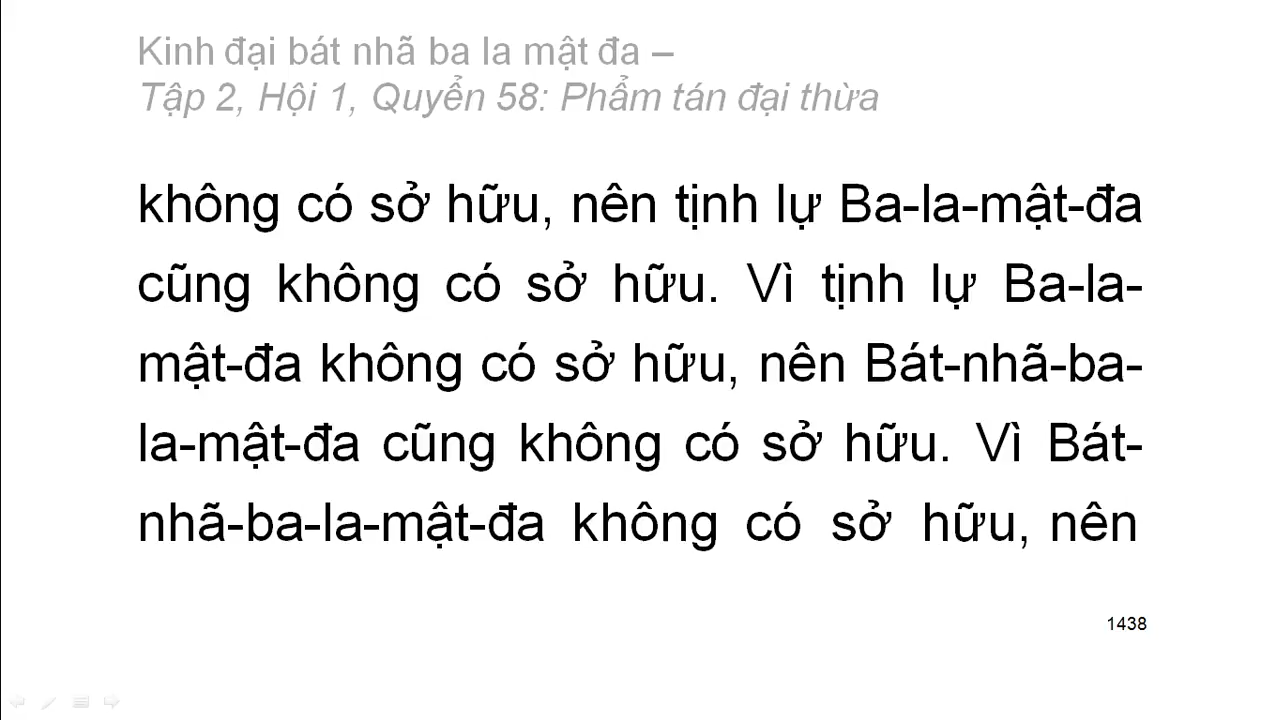 Kinh đại bát nhã ba la mật đa –
Tập 2, Hội 1, Quyển 58: Phẩm tán đại thừa
không có sở hữu, nên tịnh lự Ba-la-mật-đa
cũng không có sở hữu. Vì tịnh lự Ba-la-
mật-đa không có sở hữu, nên Bát-nhã-ba-
la-mật-đa cũng không có sở hữu. Vì Bát-
nhã-ba-la-mật-đa không có sở hữu, nên
1438